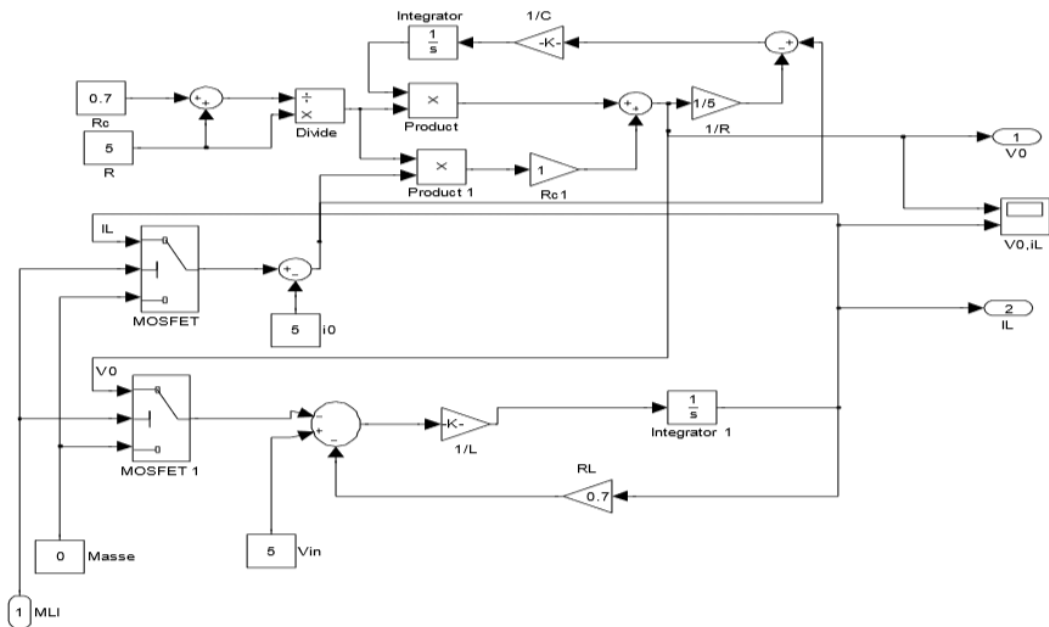 Integrator
1/C
1
s
-K-
-
+
0.7
Rc
+
+
÷
×
Divide
×
Product
+
+
1/5
1/R
1
V0
5
R
×
Product 1
1
Rc1
IL
V0,iL
MOSFET
+
-
5
i0
2
IL
V0
MOSFET 1
-
+
-
-K-
1/L
1
s
Integrator 1
RL
0.7
0
Masse
5
Vin
1
MLI